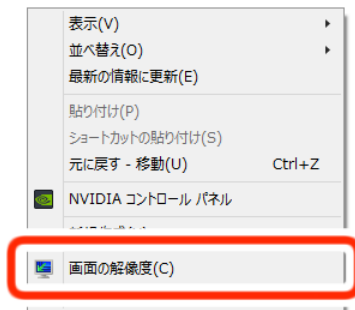 表示(V)
並べ替え(O)
最新の情報に更新(E)
貼り付け(P)
ショートカットの貼り付け(S)
元に戻す - 移動(U) Ctrl+Z
NVIDIA コントロール パネル
画面の解像度(C)